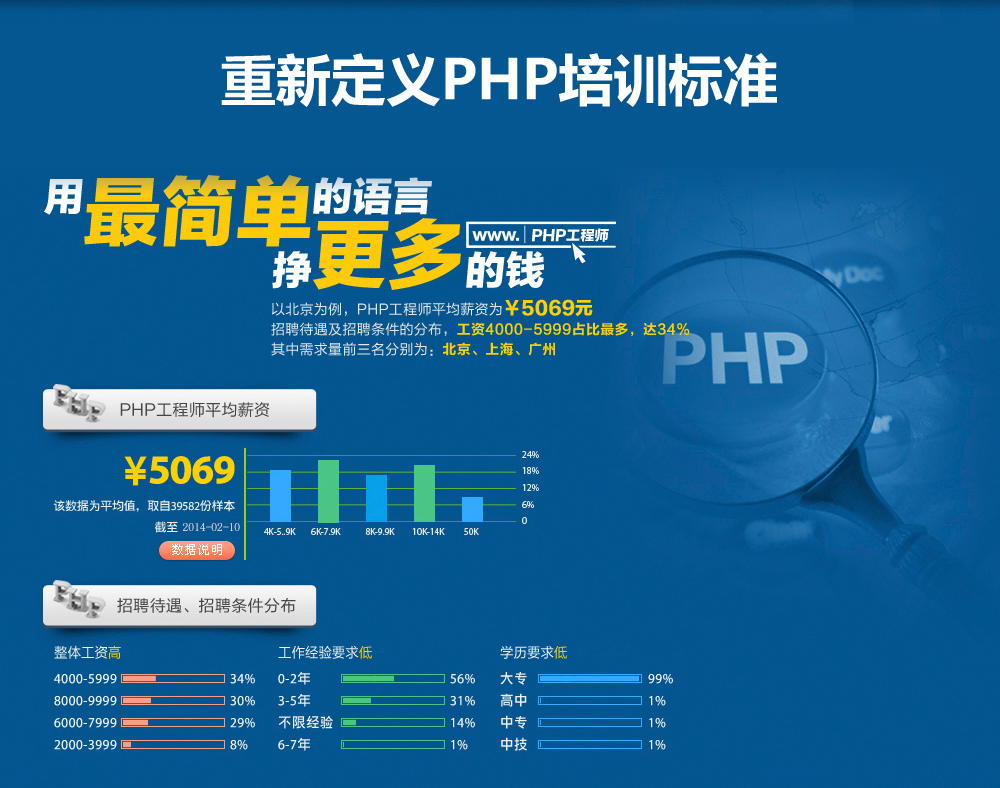 重新定义PHP培训标准
用最简单的语言
挣更多的钱
www. PHP工程师
以北京为例，PHP工程师平均薪资为￥5069元
招聘待遇及招聘条件的分布，工资4000-5999占比最多，达34%
其中需求量前三名分别为：北京、上海、广州
My Doc
PHP
PHP
PHP工程师平均薪资
￥5069
该数据为平均值，取自39582份样本
截至 2014-02-10
数据说明
24%
18%
12%
6%
0
4K-5..9K 6K-7.9K 8K-9.9K 10K-14K 50K
PHP
招聘待遇、招聘条件分布
整体工资高 工作经验要求低 学历要求低
4000-5999 34% 0-2年 56% 大专 99%
8000-9999 30% 3-5年 31% 高中 1%
6000-7999 29% 不限经验 14% 中专 1%
2000-3999 8% 6-7年 1% 中技 1%